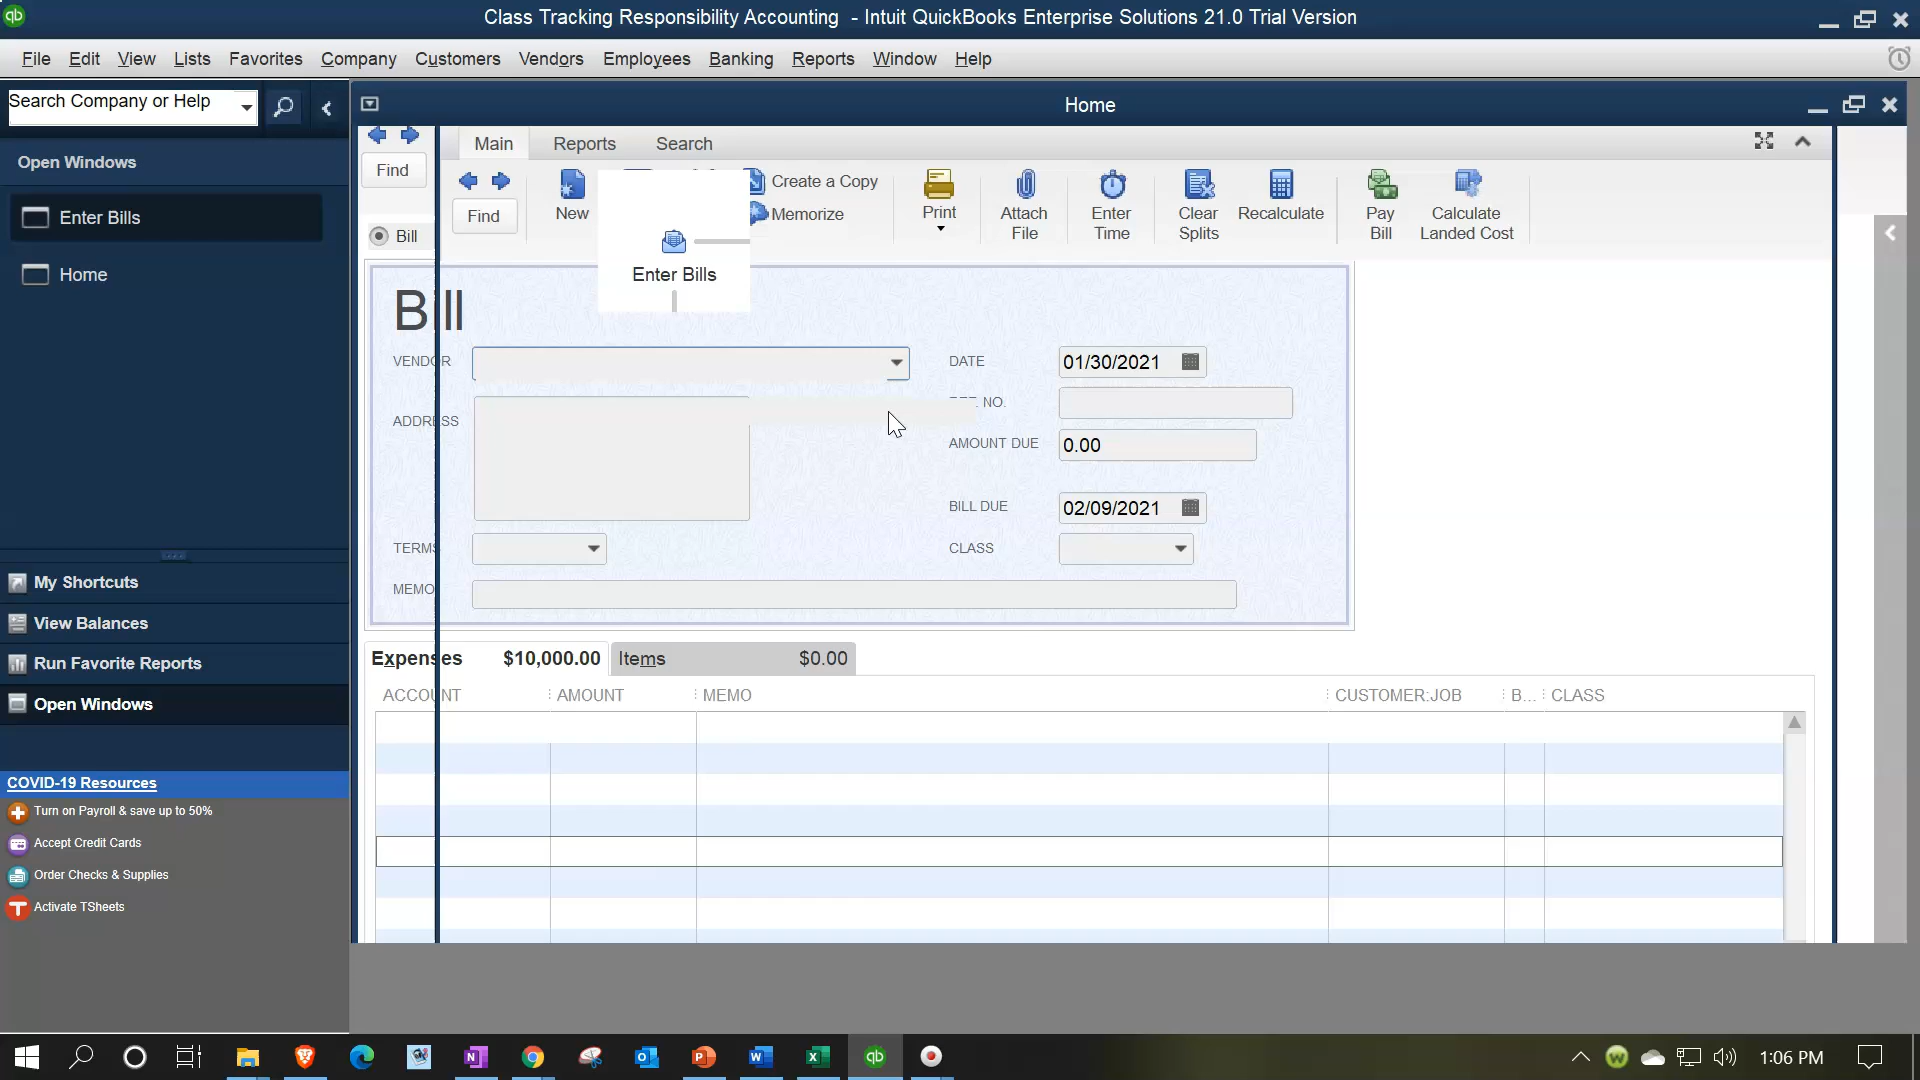 qb
Class Tracking Responsibility Accounting - Intuit QuickBooks Enterprise Solutions 21.0 Trial Version
File Edit View Lists Favorites Company Customers Vendors Employees Banking Reports Window Help
Search Company or Help
Home
Open Windows
Enter Bills
Home
Find
Bill
Main Reports Search
Find
New
Create a Copy
Memorize
Print
Attach File
Enter Time
Clear Splits
Recalculate
Pay Bill
Calculate Landed Cost
Enter Bills
Bill
VENDOR
DATE 01/30/2021
NO.
ADDRESS
AMOUNT DUE 0.00
BILL DUE 02/09/2021
TERMS
CLASS
MEMO
Expenses $10,000.00 Items $0.00
ACCOUNT AMOUNT MEMO CUSTOMER:JOB B... CLASS
My Shortcuts
View Balances
Run Favorite Reports
Open Windows
COVID-19 Resources
Turn on Payroll & save up to 50%
Accept Credit Cards
Order Checks & Supplies
Activate TSheets
1:06 PM